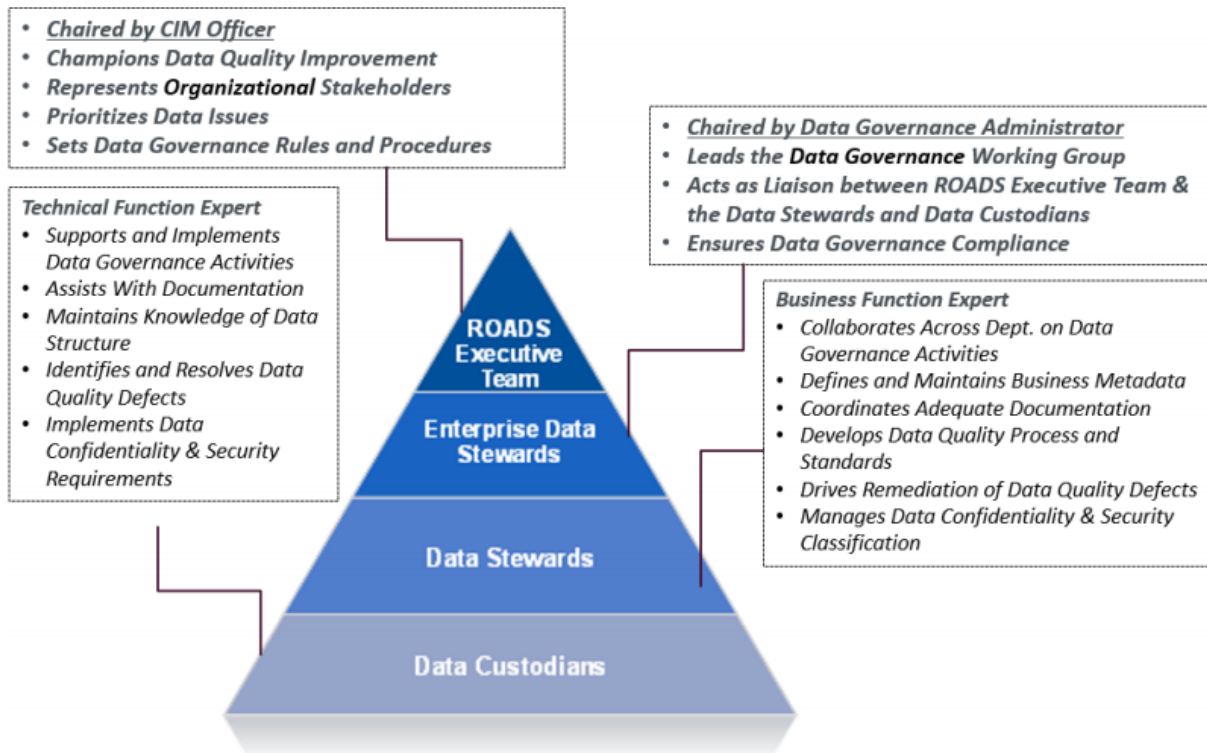 • Chaired by CIM Officer
• Champions Data Quality Improvement
• Represents Organizational Stakeholders
• Prioritizes Data Issues
• Sets Data Governance Rules and Procedures
• Chaired by Data Governance Administrator
• Leads the Data Governance Working Group
• Acts as Liaison between ROADS Executive Team &
the Data Stewards and Data Custodians
• Ensures Data Governance Compliance
Technical Function Expert
• Supports and Implements
Data Governance Activities
• Assists With Documentation
• Maintains Knowledge of Data
Structure
• Identifies and Resolves Data
Quality Defects
• Implements Data
Confidentiality & Security
Requirements
Business Function Expert
• Collaborates Across Dept. on Data
Governance Activities
• Defines and Maintains Business Metadata
• Coordinates Adequate Documentation
• Develops Data Quality Process and
Standards
• Drives Remediation of Data Quality Defects
• Manages Data Confidentiality & Security
Classification
ROADS
Executive
Team
Enterprise Data
Stewards
Data Stewards
Data Custodians